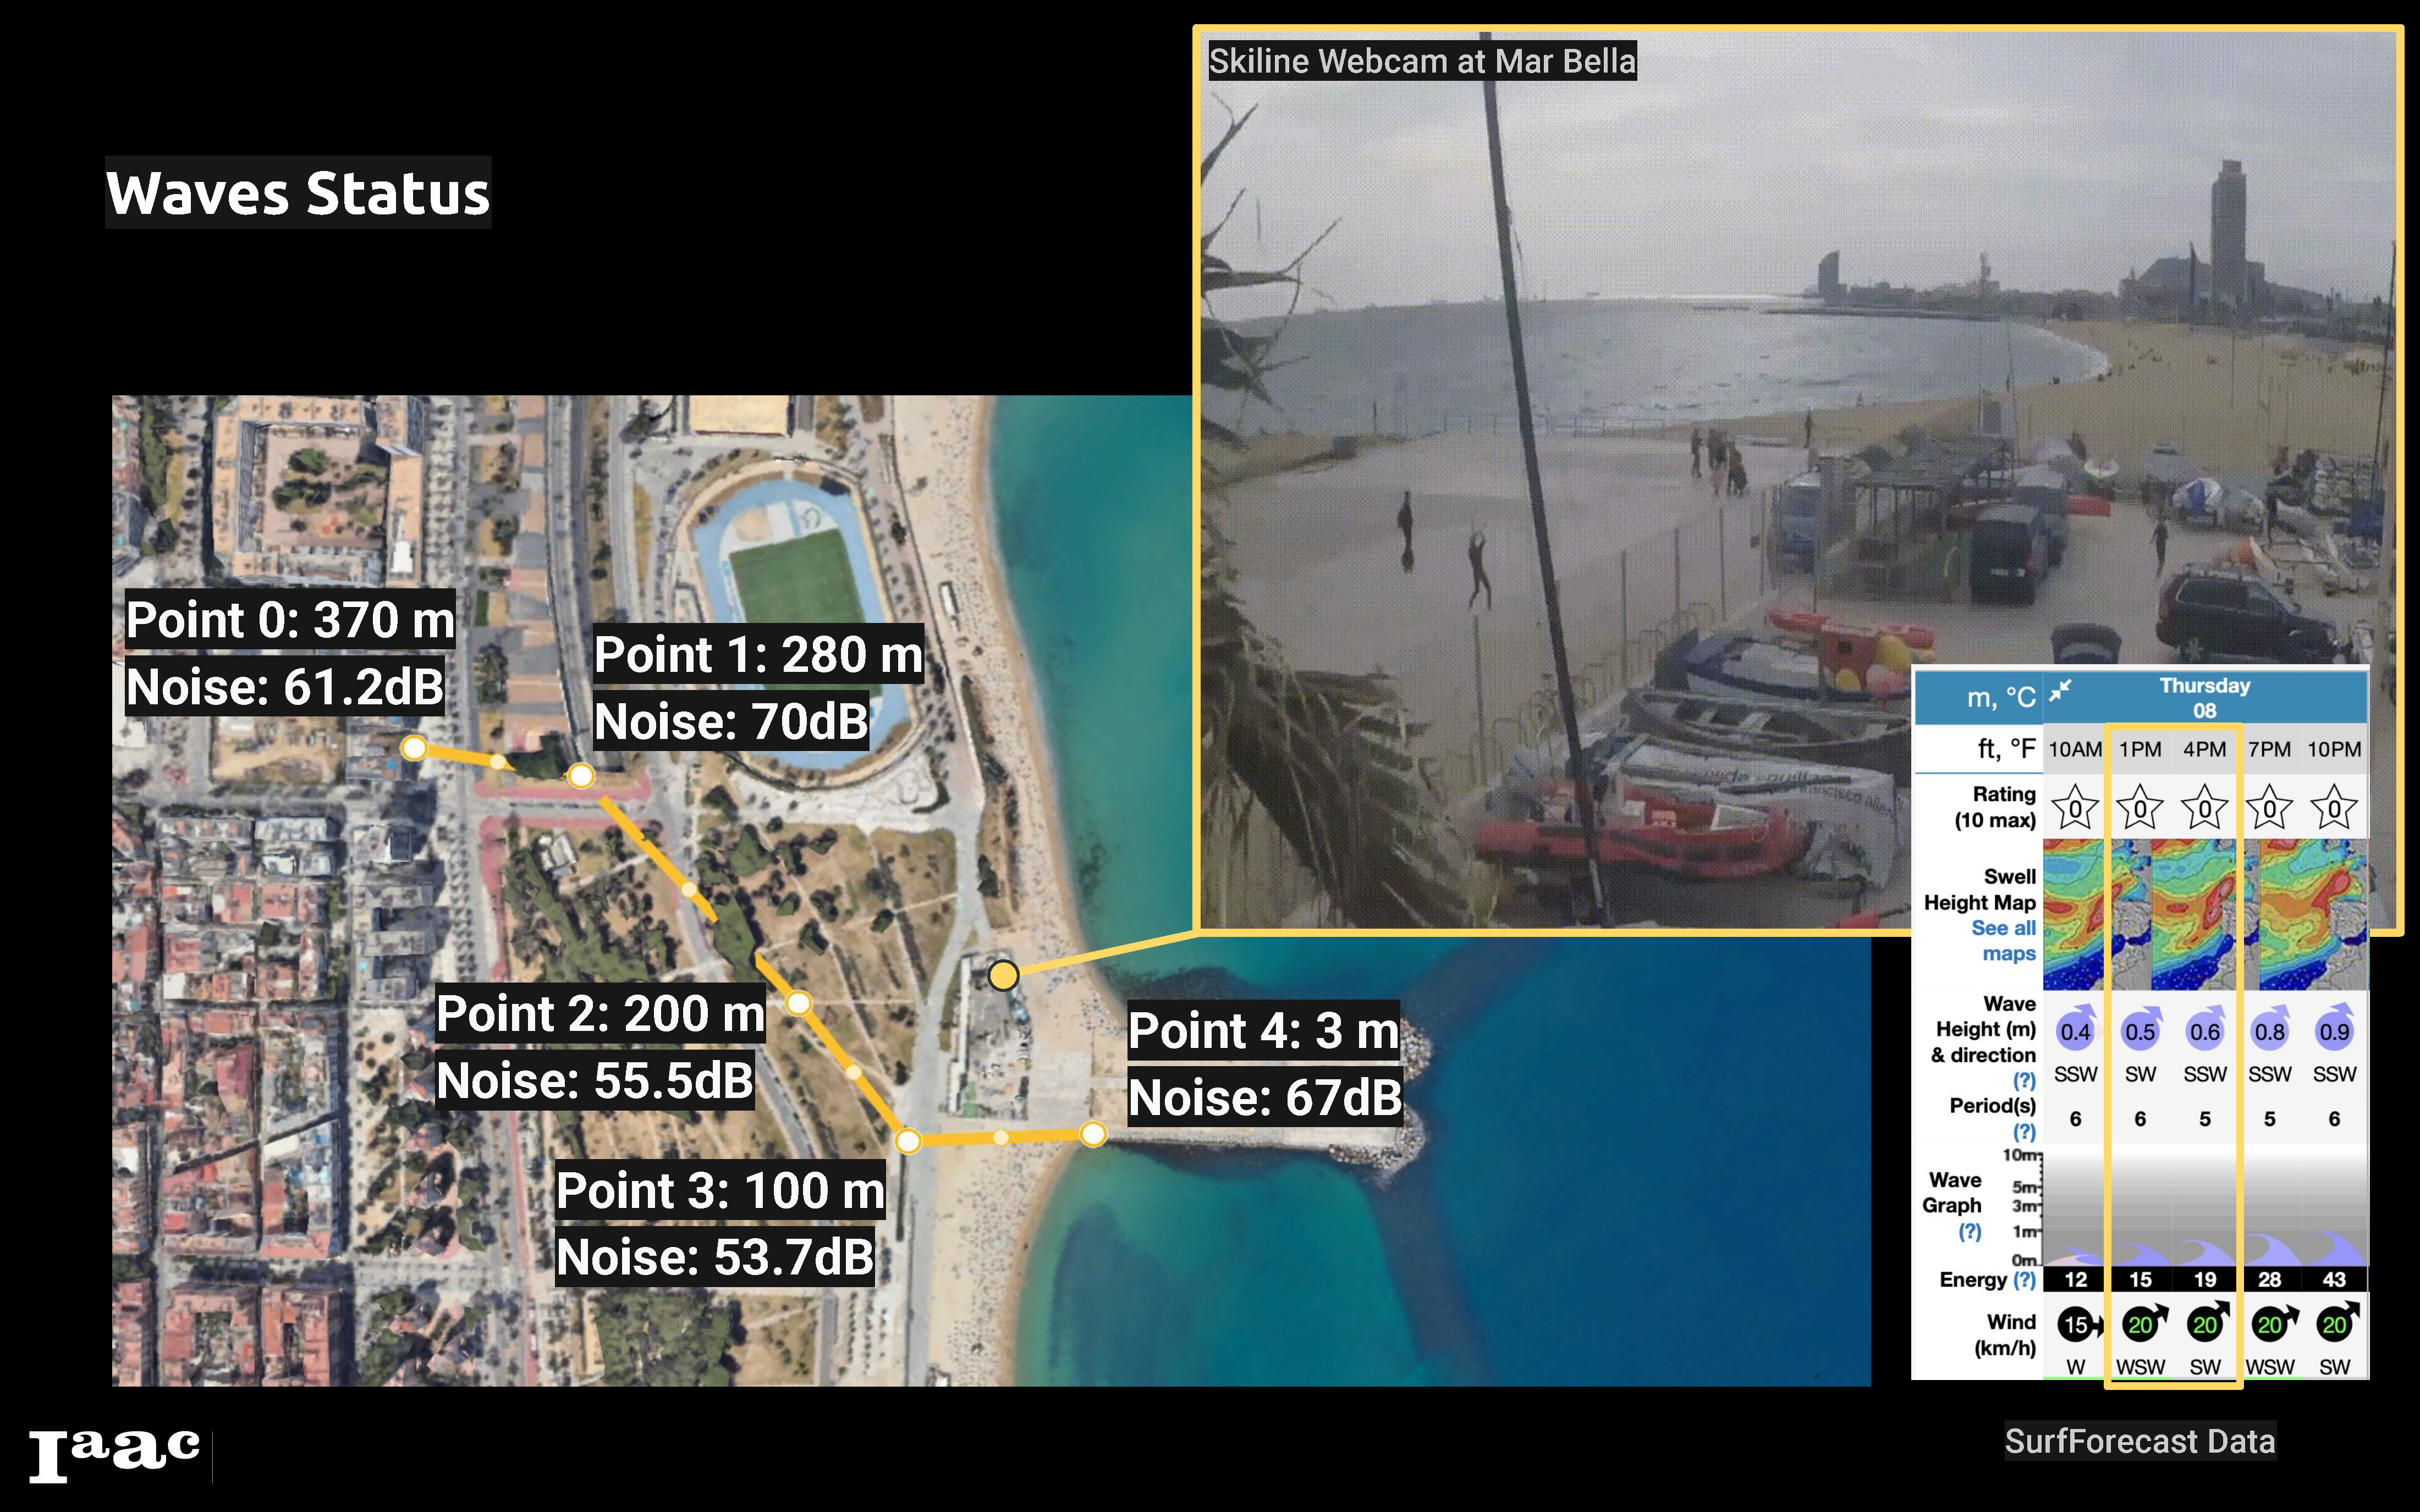 Waves Status
Skiline Webcam at Mar Bella
Point 0: 370 m
Noise: 61.2dB
Point 1: 280 m
Noise: 70dB
Point 2: 200 m
Noise: 55.5dB
Point 3: 100 m
Noise: 53.7dB
Point 4: 3 m
Noise: 67dB
m, °C Thursday
08
ft, °F 10AM 1PM 4PM 7PM 10PM
Rating
(10 max) 0 0 0 0 0
Swell
Height Map
See all
maps
Wave
Height (m) 0.4 0.5 0.6 0.8 0.9
& direction
(?) SSW SW SSW SSW SSW
Period(s) 6 6 5 5 6
(?)
Wave
Graph
(?)
10m
5m
3m
1m
0m
Energy (?) 12 15 19 28 43
Wind 15 20 20 20 20
(km/h)
W WSW SW WSW SW
SurfForecast Data
Iaac